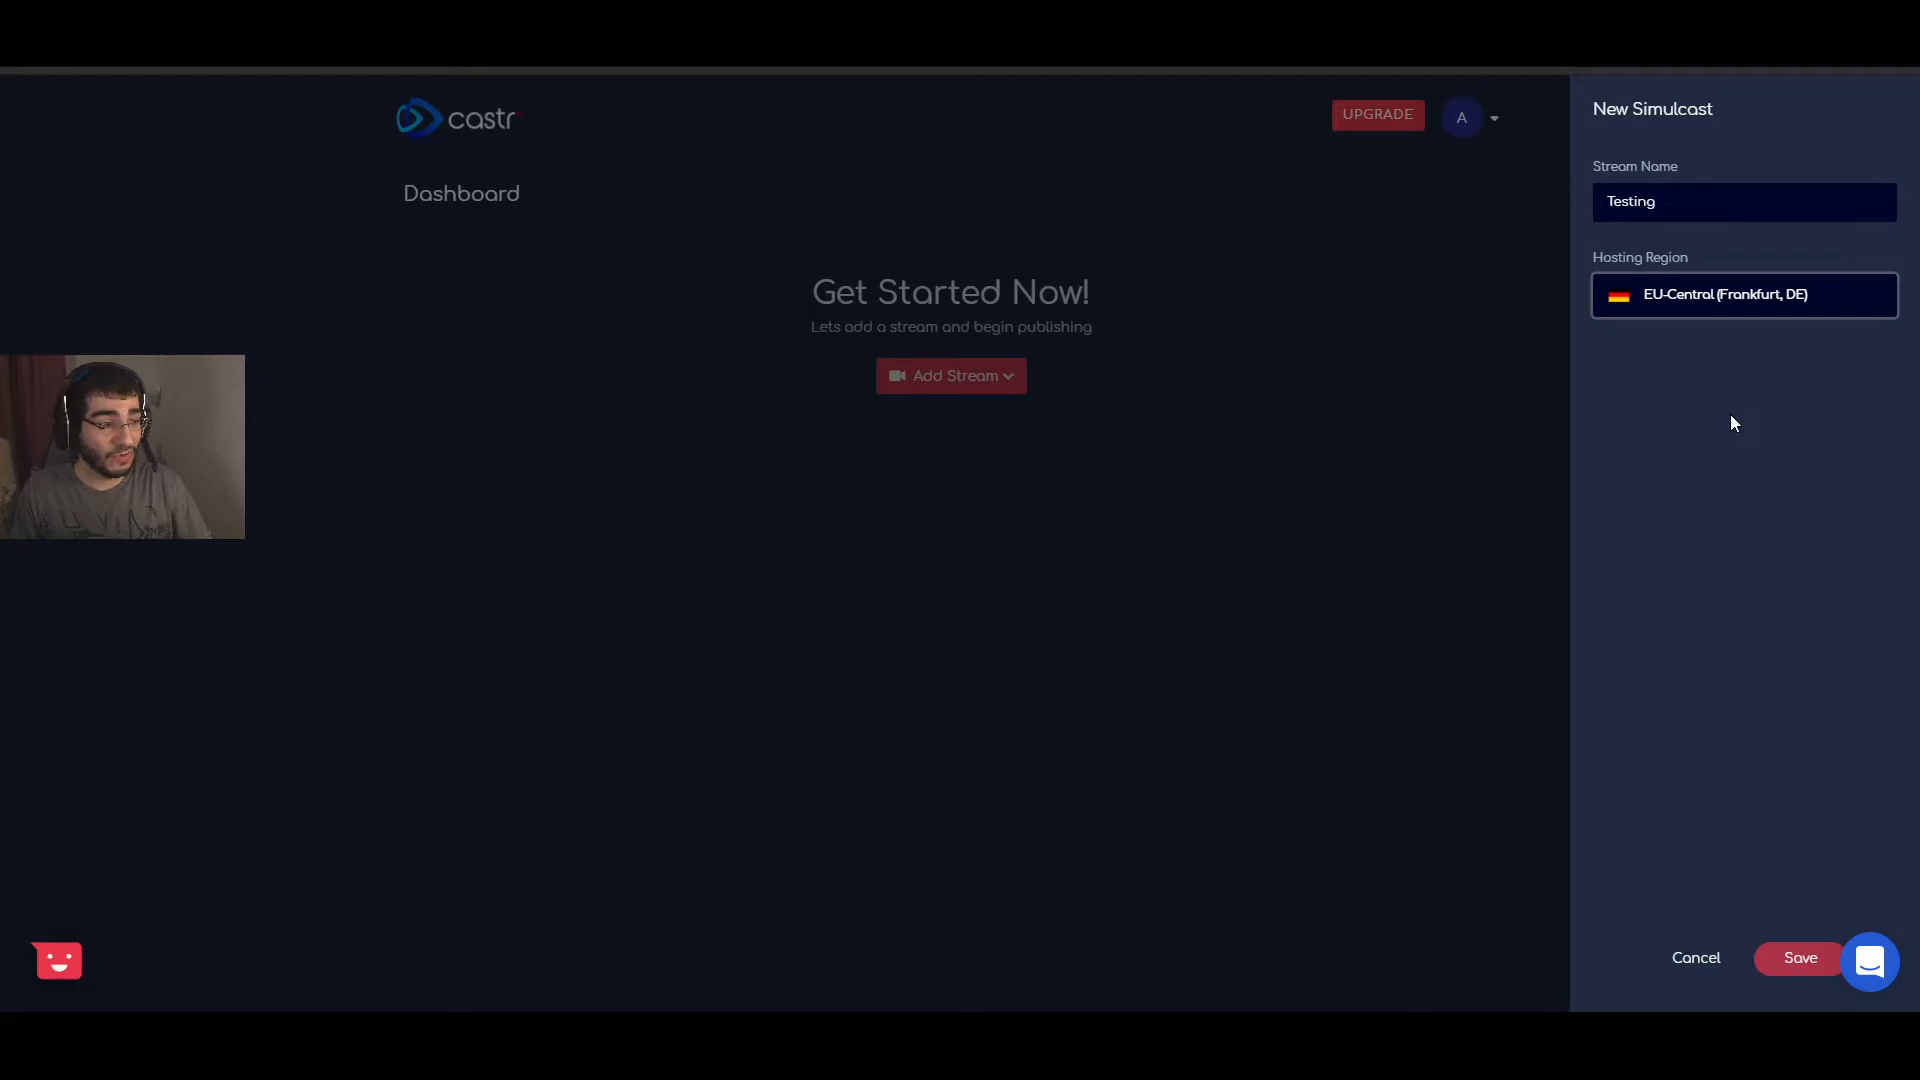 castr
UPGRADE
A
Dashboard
Get Started Now!
Lets add a stream and begin publishing
Add Stream
New Simulcast
Stream Name
Testing
Hosting Region
EU-Central (Frankfurt, DE)
Cancel
Save